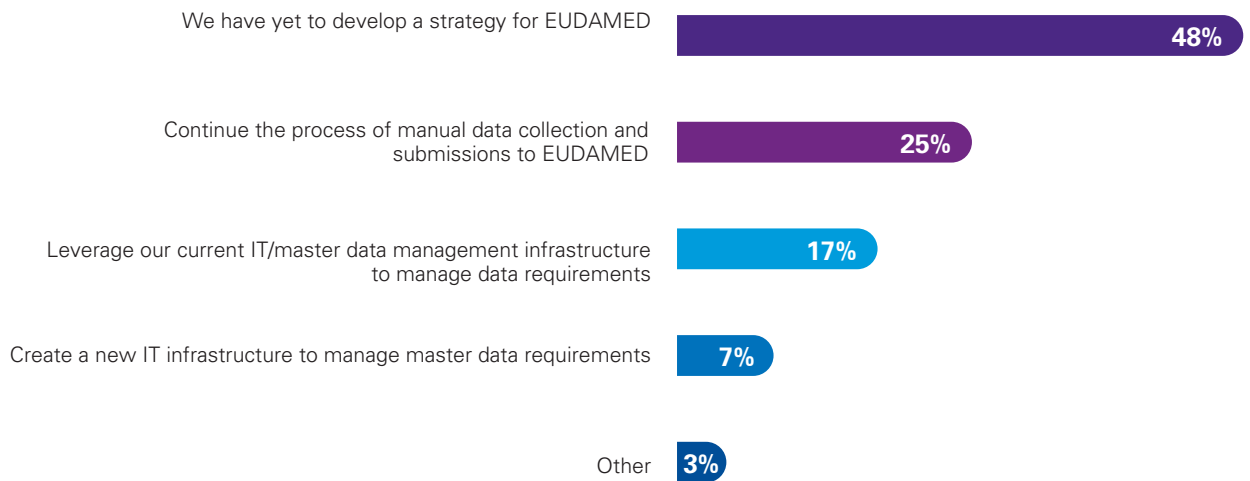 We have yet to develop a strategy for EUDAMED
48%
Continue the process of manual data collection and
submissions to EUDAMED
25%
Leverage our current IT/master data management infrastructure
to manage data requirements
17%
Create a new IT infrastructure to manage master data requirements
7%
Other
3%